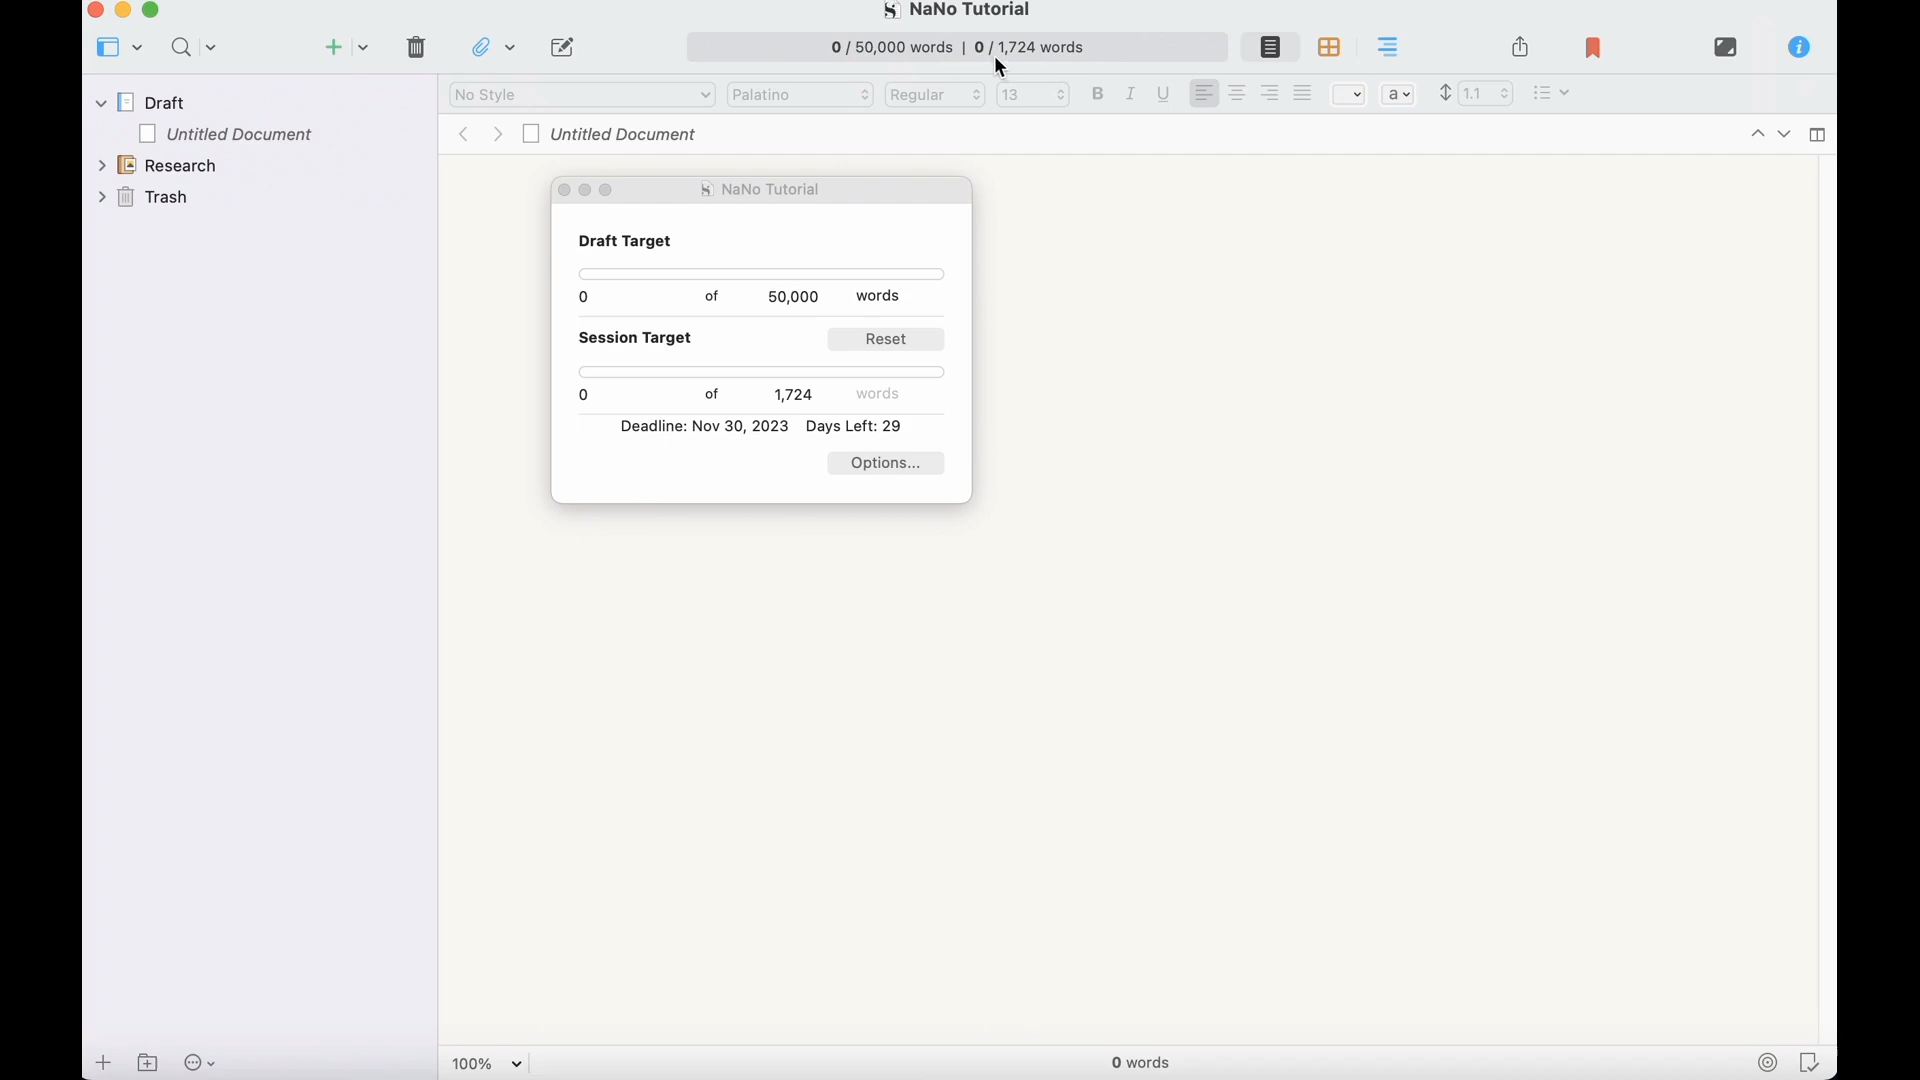 NaNo Tutorial
0 / 50,000 words | 0 / 1,724 words
No Style Palatino Regular 13 B I U a 1.1
Draft
Untitled Document
Research
Trash
Untitled Document
NaNo Tutorial
Draft Target
0 of 50,000 words
Session Target Reset
0 of 1,724 words
Deadline: Nov 30, 2023 Days Left: 29
Options...
100% 0 words